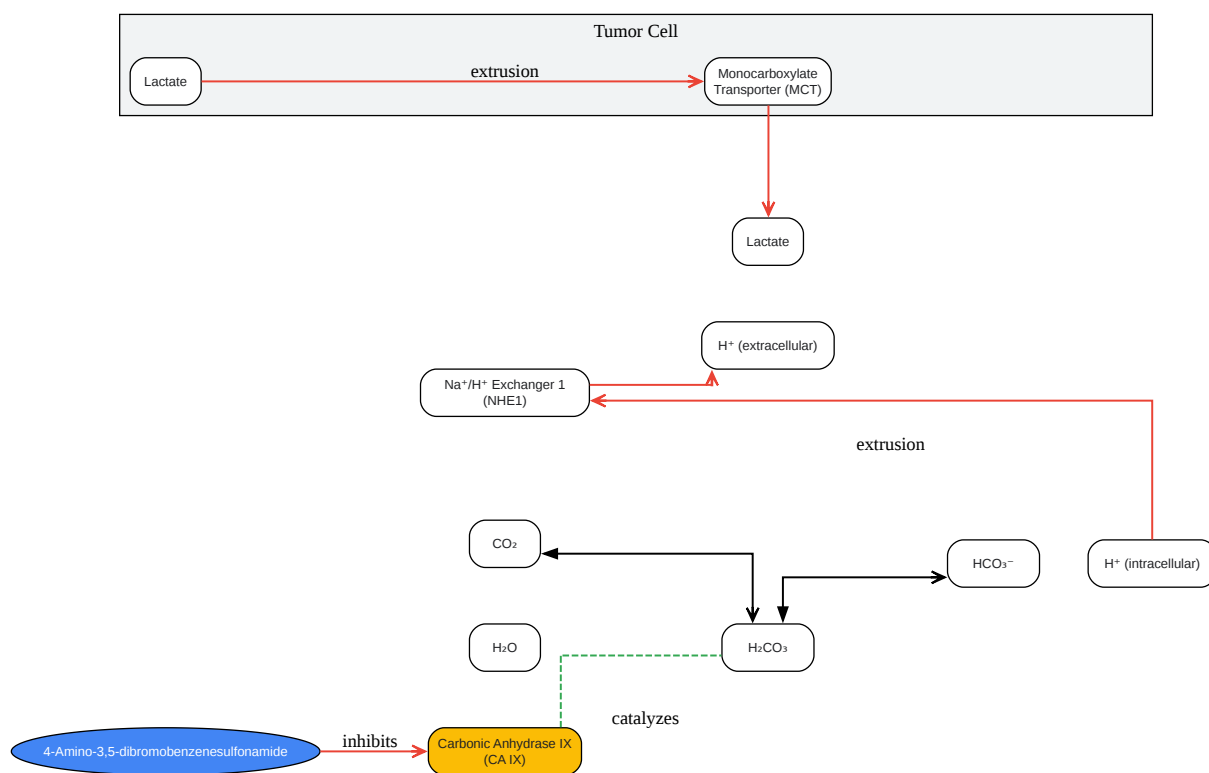 Tumor Cell
Lactate
extrusion
Monocarboxylate
Transporter (MCT)
Lactate
H⁺ (extracellular)
Na⁺/H⁺ Exchanger 1
(NHE1)
extrusion
CO₂
HCO₃⁻
H⁺ (intracellular)
H₂O
H₂CO₃
catalyzes
4-Amino-3,5-dibromobenzenesulfonamide
inhibits
Carbonic Anhydrase IX
(CA IX)